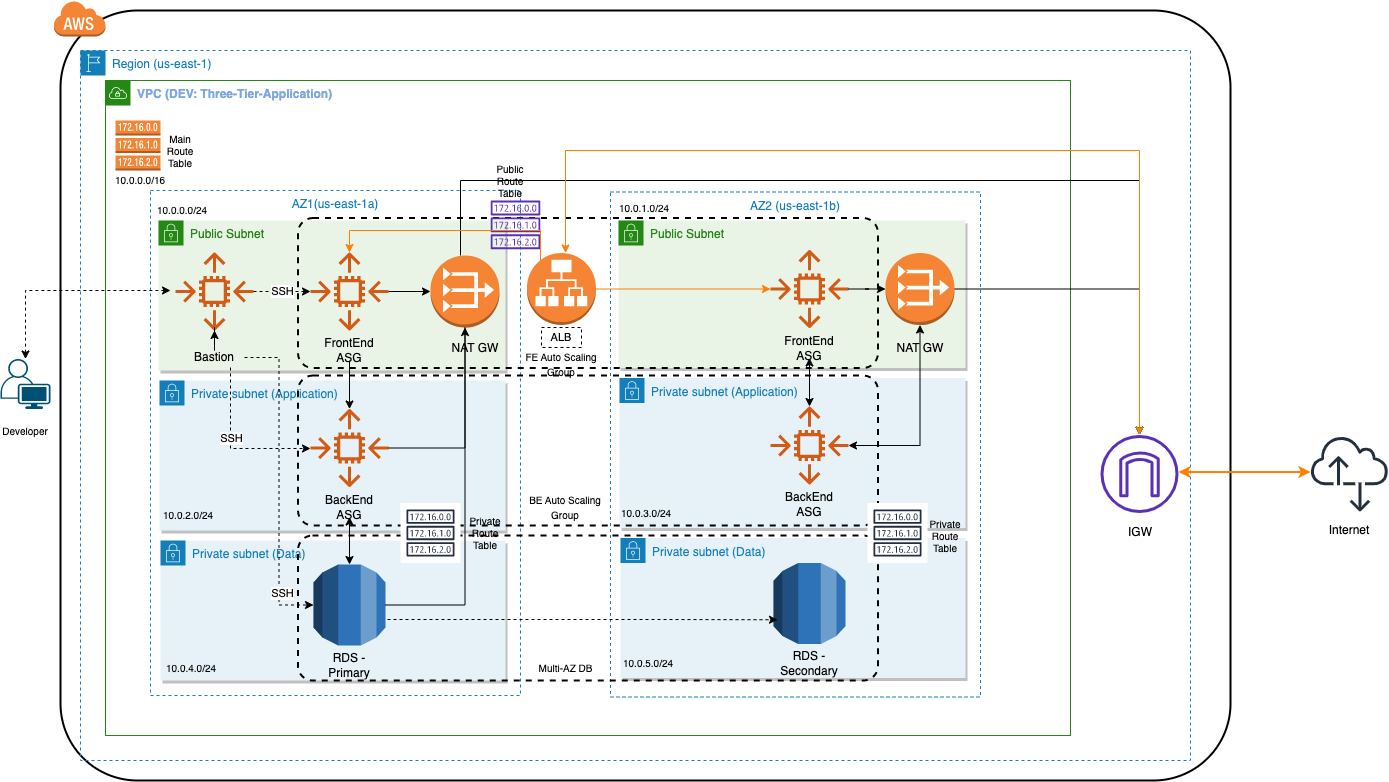 AWS
Region (us-east-1)
VPC (DEV: Three-Tier-Application)
172.16.0.0
172.16.1.0
172.16.2.0
Main
Route
Table
10.0.0.0/16
Public
Route
Table
172.16.0.0
172.16.1.0
172.16.2.0
10.0.0.0/24
AZ1(us-east-1a)
10.0.1.0/24
AZ2 (us-east-1b)
Public Subnet
Public Subnet
SSH
Bastion
FrontEnd
ASG
NAT GW
ALB
FE Auto Scaling
Group
FrontEnd
ASG
NAT GW
Developer
Private subnet (Application)
Private subnet (Application)
SSH
BackEnd
ASG
10.0.2.0/24
172.16.0.0
172.16.1.0
172.16.2.0
Private
Route
Table
BE Auto Scaling
Group
BackEnd
ASG
10.0.3.0/24
172.16.0.0
172.16.1.0
172.16.2.0
Private
Route
Table
IGW
Internet
Private subnet (Data)
Private subnet (Data)
SSH
RDS -
Primary
10.0.4.0/24
Multi-AZ DB
RDS -
Secondary
10.0.5.0/24